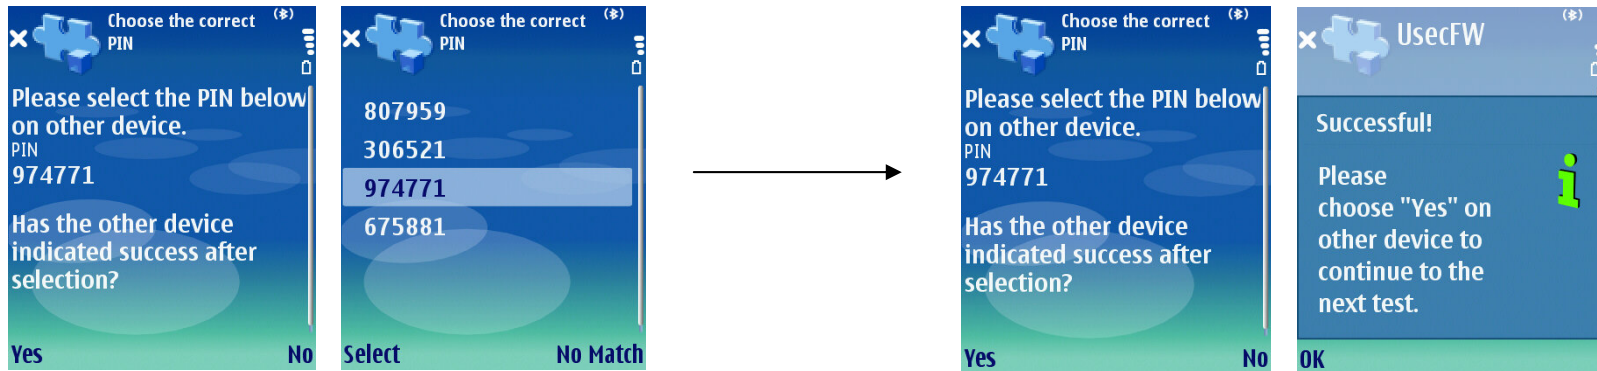 Choose the correct
PIN
Please select the PIN below
on other device.
PIN
974771
Has the other device
indicated success after
selection?
Yes
No
Choose the correct
PIN
807959
306521
974771
675881
Select
No Match
Choose the correct
PIN
Please select the PIN below
on other device.
PIN
974771
Has the other device
indicated success after
selection?
Yes
No
UsecFW
Successful!
Please
choose "Yes" on
other device to
continue to the
next test.
OK